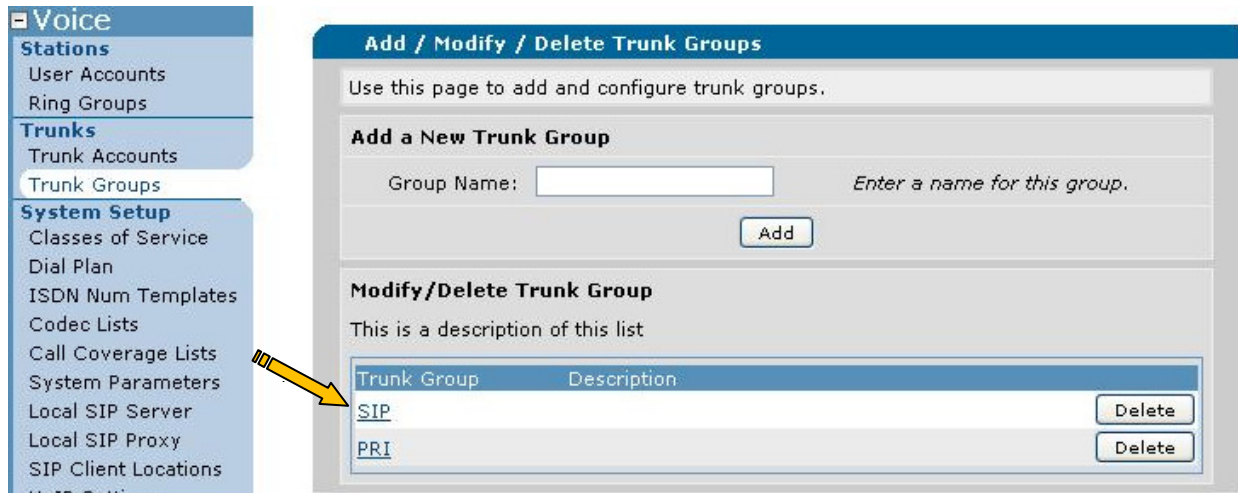 Voice
Stations
User Accounts
Ring Groups
Trunks
Trunk Accounts
Trunk Groups
System Setup
Classes of Service
Dial Plan
ISDN Num Templates
Codec Lists
Call Coverage Lists
System Parameters
Local SIP Server
Local SIP Proxy
SIP Client Locations
Add / Modify / Delete Trunk Groups
Use this page to add and configure trunk groups.
Add a New Trunk Group
Group Name: Enter a name for this group.
Add
Modify/Delete Trunk Group
This is a description of this list
Trunk Group Description
SIP Delete
PRI Delete